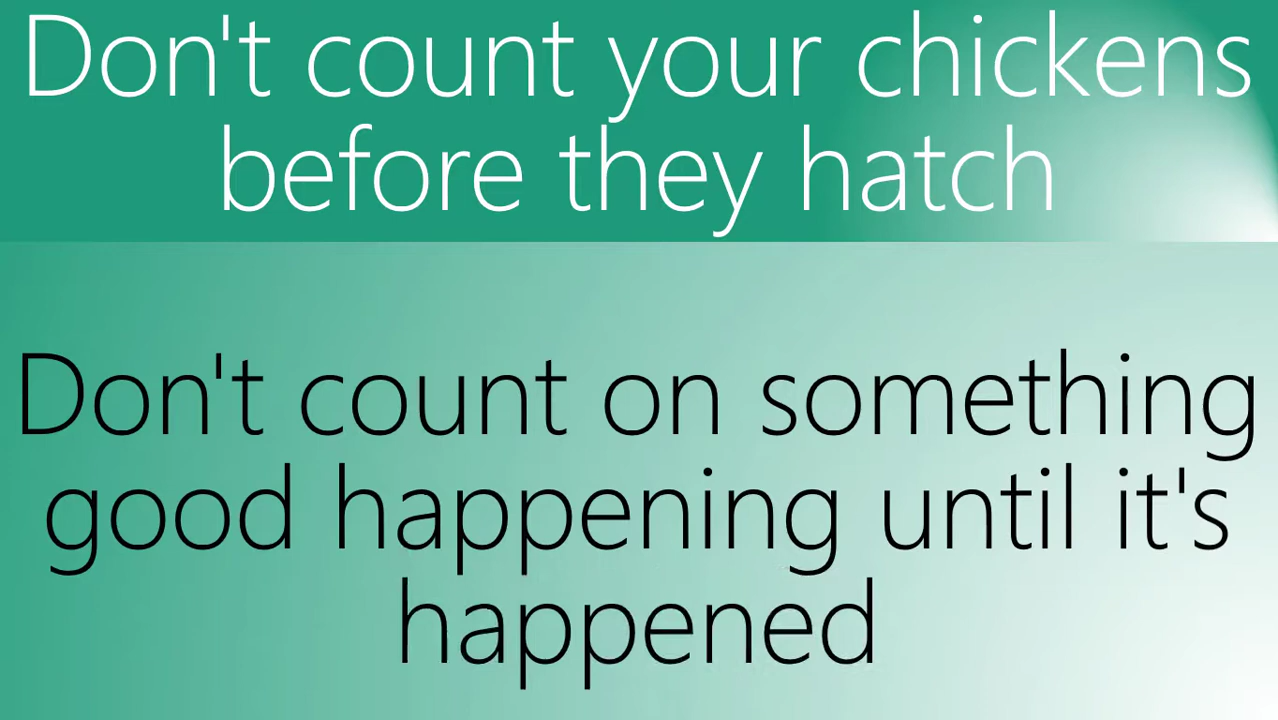 Don't count your chickens
before they hatch
Don't count on something
good happening until it's
happened